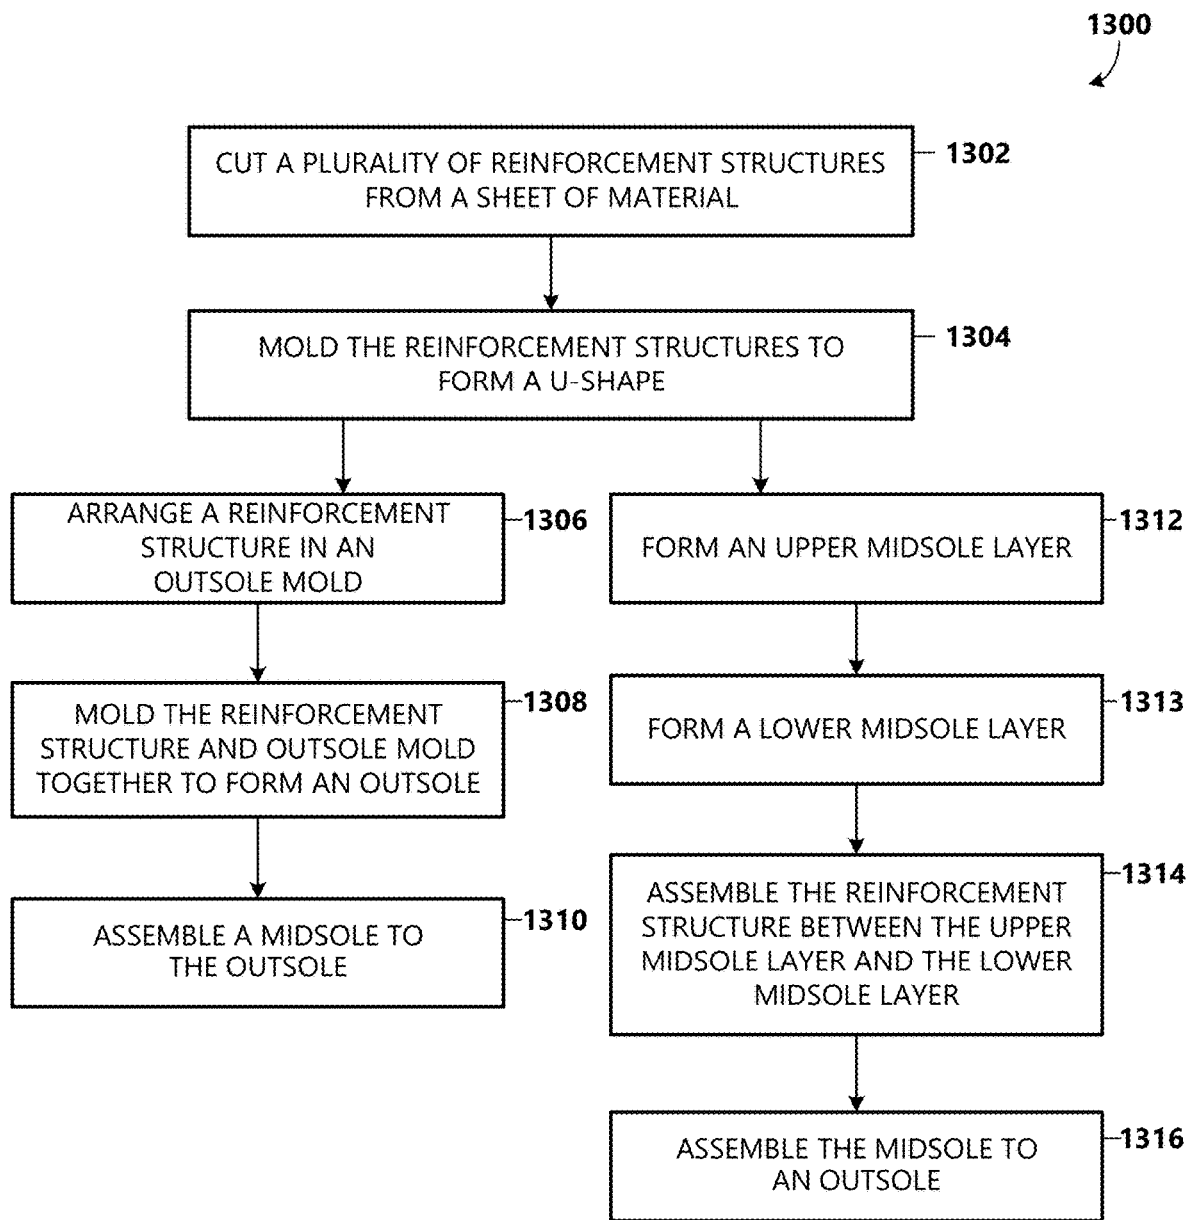 1300
CUT A PLURALITY OF REINFORCEMENT STRUCTURES
FROM A SHEET OF MATERIAL
1302
MOLD THE REINFORCEMENT STRUCTURES TO
FORM A U-SHAPE
1304
ARRANGE A REINFORCEMENT
STRUCTURE IN AN
OUTSOLE MOLD
1306
MOLD THE REINFORCEMENT
STRUCTURE AND OUTSOLE MOLD
TOGETHER TO FORM AN OUTSOLE
1308
ASSEMBLE A MIDSOLE TO
THE OUTSOLE
1310
FORM AN UPPER MIDSOLE LAYER
1312
FORM A LOWER MIDSOLE LAYER
1313
ASSEMBLE THE REINFORCEMENT
STRUCTURE BETWEEN THE UPPER
MIDSOLE LAYER AND THE LOWER
MIDSOLE LAYER
1314
ASSEMBLE THE MIDSOLE TO
AN OUTSOLE
1316